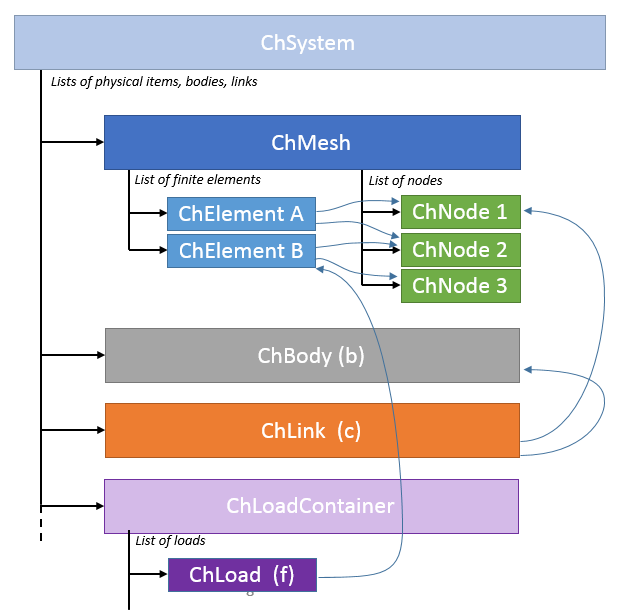 ChSystem
Lists of physical items, bodies, links
ChMesh
List of finite elements
List of nodes
ChElement A
ChNode 1
ChElement B
ChNode 2
ChNode 3
ChBody (b)
ChLink (c)
ChLoadContainer
List of loads
ChLoad (f)